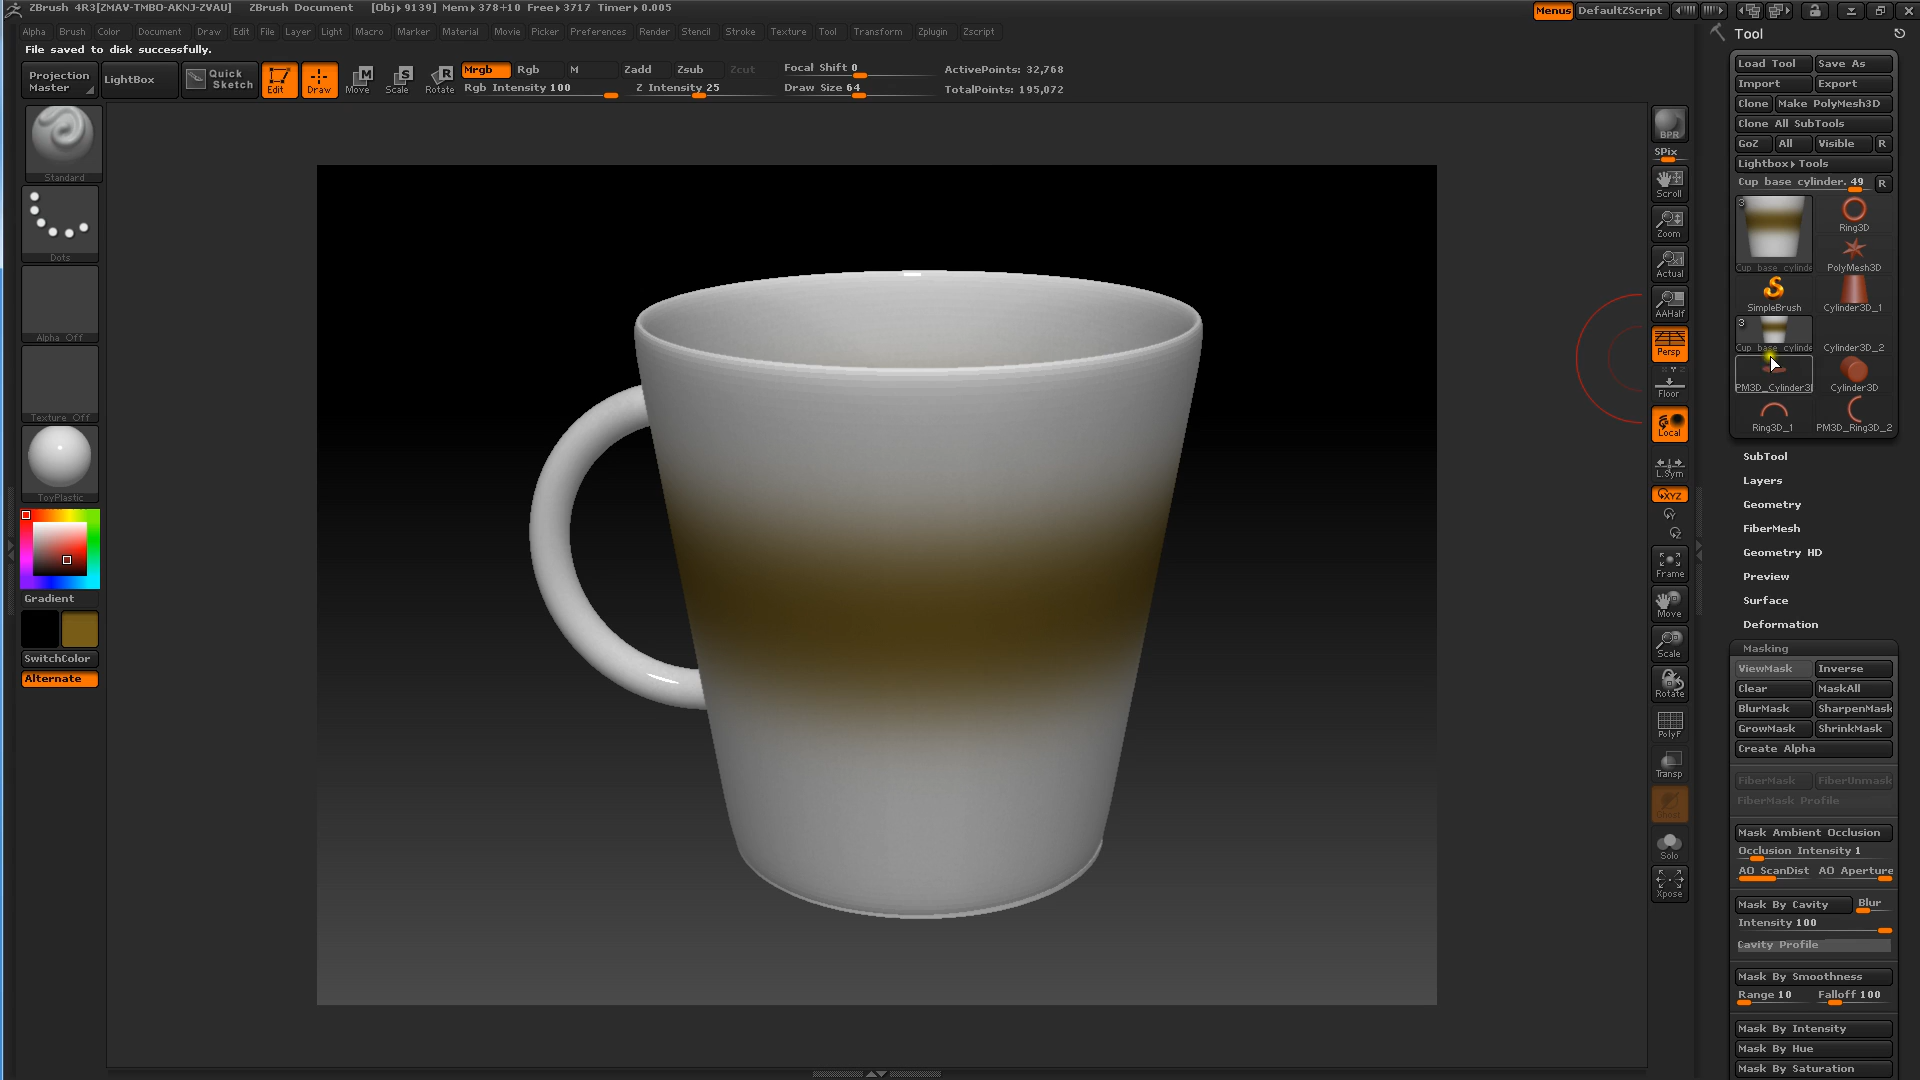 ZBrush 4R3[ZMAV-TMBO-AKNJ-ZVAU] ZBrush Document [Obj▸ 9139] Mem▸378+10 Free▸3717 Timer▸0.005 Menus DefaultZScript
Alpha Brush Color Document Draw Edit File Layer Light Macro Marker Material Movie Picker Preferences Render Stencil Stroke Texture Tool Transform Zplugin Zscript
File saved to disk successfully.
Projection Master
LightBox
Quick Sketch
Edit
Draw
Move
Scale
Rotate
Mrgb Rgb M
Rgb Intensity 100
Zadd Zsub Zcut
Z Intensity 25
Focal Shift 0
Draw Size 64
ActivePoints: 32,768
TotalPoints: 195,072
Standard
Dots
Alpha Off
Texture Off
ToyPlastic
Gradient
SwitchColor
Alternate
BPR
SPix
Scroll
Zoom
Actual
AAHalf
Persp
Floor
Local
L.Sym
XYZ
Y
Z
Frame
Move
Scale
Rotate
PolyF
Transp
Solo
Xpose
Tool
Load Tool Save As
Import Export
Clone Make PolyMesh3D
Clone All SubTools
GoZ All Visible R
Lightbox▸Tools
Cup base cylinder. 49 R
3
Cup base cylinde
Ring3D
PolyMesh3D
SimpleBrush Cylinder3D_1
3
Cup base cylinde Cylinder3D_2
PM3D_Cylinder3I Cylinder3D
Ring3D_1 PM3D_Ring3D_2
SubTool
Layers
Geometry
FiberMesh
Geometry HD
Preview
Surface
Deformation
Masking
ViewMask Inverse
Clear MaskAll
BlurMask SharpenMask
GrowMask ShrinkMask
Create Alpha
FiberMask FiberUnmask
FiberMask Profile
Mask Ambient Occlusion
Occlusion Intensity 1
AO ScanDist AO Aperture
Mask By Cavity Blur
Intensity 100
Cavity Profile
Mask By Smoothness
Range 10 Falloff 100
Mask By Intensity
Mask By Hue
Mask By Saturation